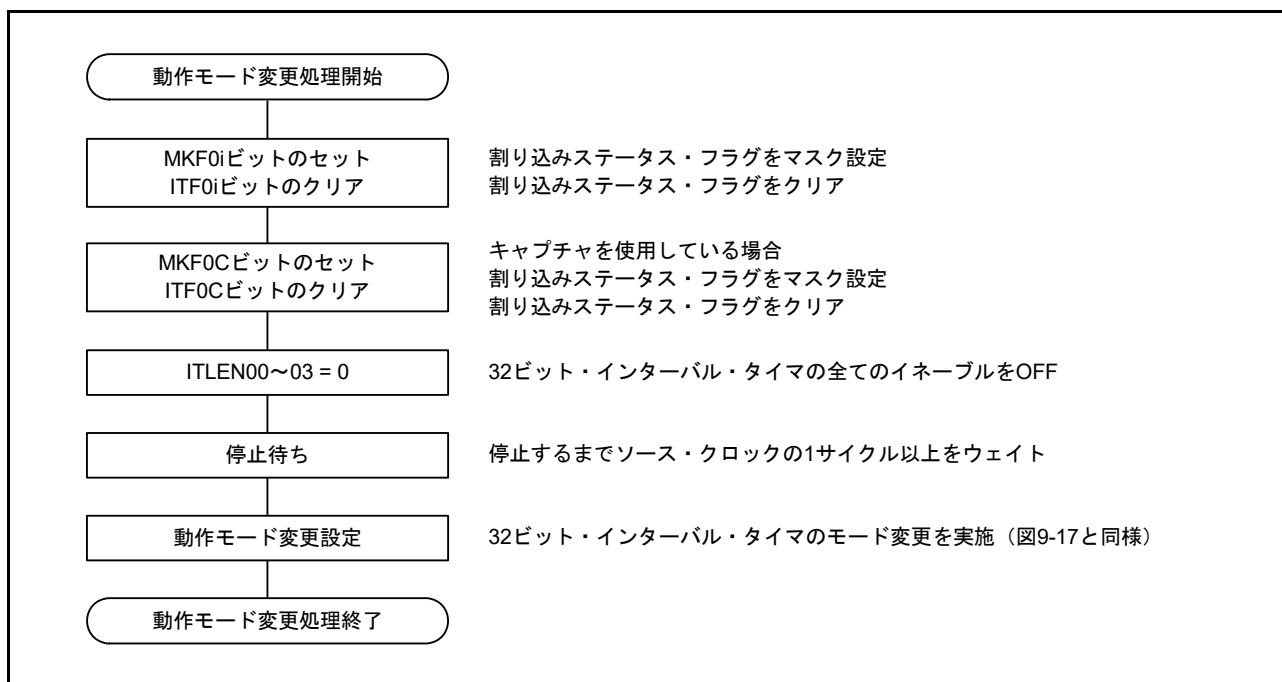 動作モード変更処理開始
MKF0iビットのセット
ITF0iビットのクリア
割り込みステータス・フラグをマスク設定
割り込みステータス・フラグをクリア
MKF0Cビットのセット
ITF0Cビットのクリア
キャプチャを使用している場合
割り込みステータス・フラグをマスク設定
割り込みステータス・フラグをクリア
ITLEN00～03 = 0
32ビット・インターバル・タイマの全てのイネーブルをOFF
停止待ち
停止するまでソース・クロックの1サイクル以上をウェイト
動作モード変更設定
32ビット・インターバル・タイマのモード変更を実施（図9-17と同様）
動作モード変更処理終了